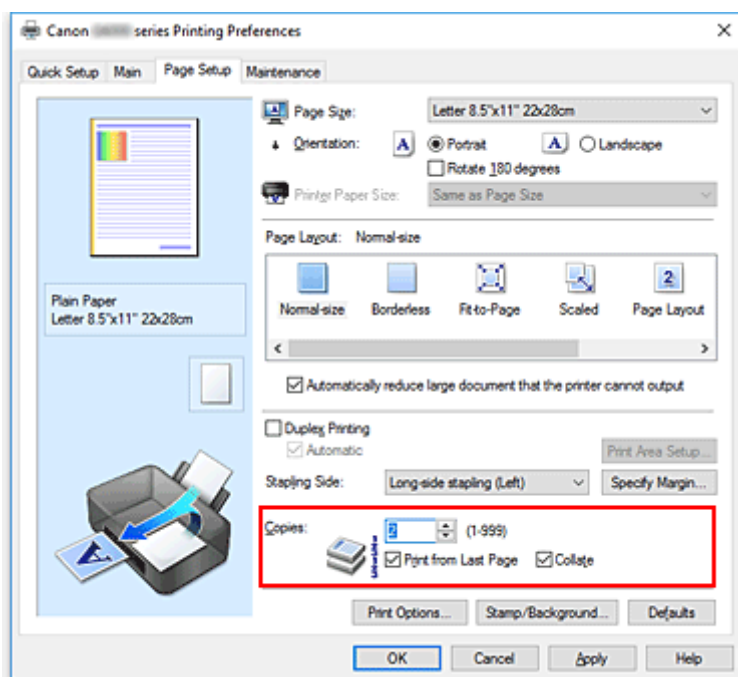 Canon series Printing Preferences
Quick Setup Main Page Setup Maintenance
Page Size: Letter 8.5"x11" 22x28cm
Orientation: A Portrait A Landscape
Rotate 180 degrees
Printer Paper Size: Same as Page Size
Page Layout: Normal-size
2
Normal-size Borderless Fit-to-Page Scaled Page Layout
Automatically reduce large document that the printer cannot output
Plain Paper
Letter 8.5"x11" 22x28cm
Duplex Printing
Automatic
Print Area Setup...
Stapling Side: Long-side stapling (Left) Specify Margin...
Copies: 2 (1-999)
Print from Last Page Collate
A
Print Options... Stamp/Background... Defaults
OK Cancel Apply Help